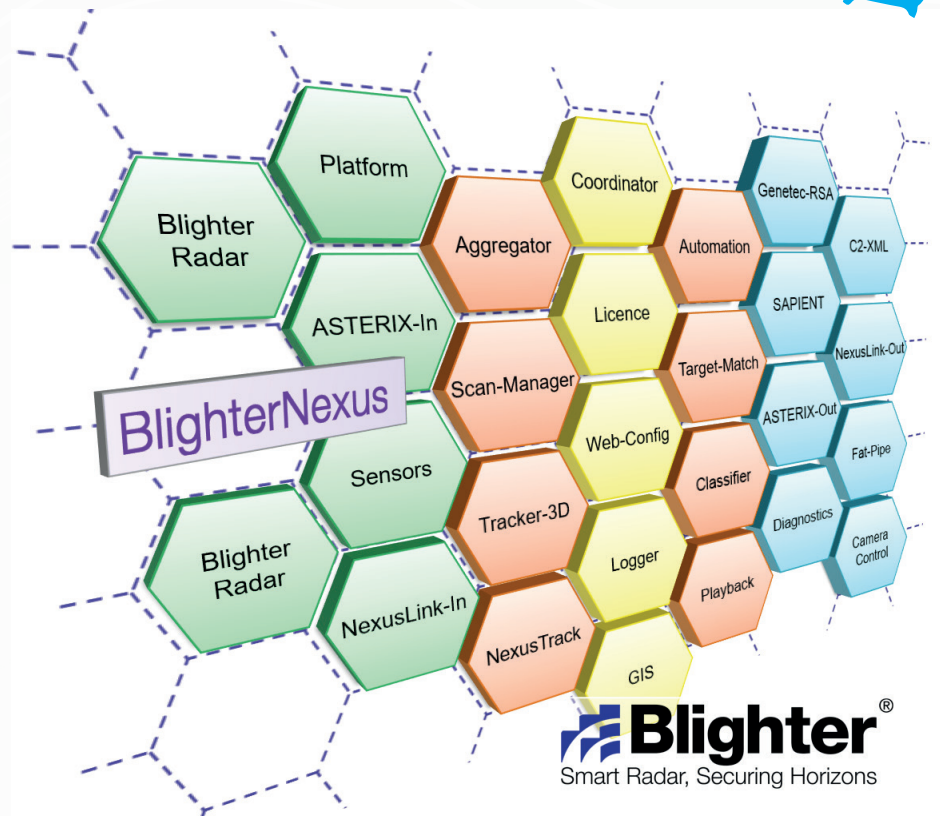 Blighter
Radar
Platform
ASTERIX-In
BlighterNexus
Sensors
Blighter
Radar
NexusLink-In
Aggregator
Scan-Manager
Tracker-3D
NexusTrack
Coordinator
Licence
Web-Config
Logger
GIS
Automation
Target-Match
Classifier
Playback
Genetec-RSA
SAPIENT
ASTERIX-Out
Diagnostics
C2-XML
NexusLink-Out
Fat-Pipe
Camera
Control
Blighter®
Smart Radar, Securing Horizons